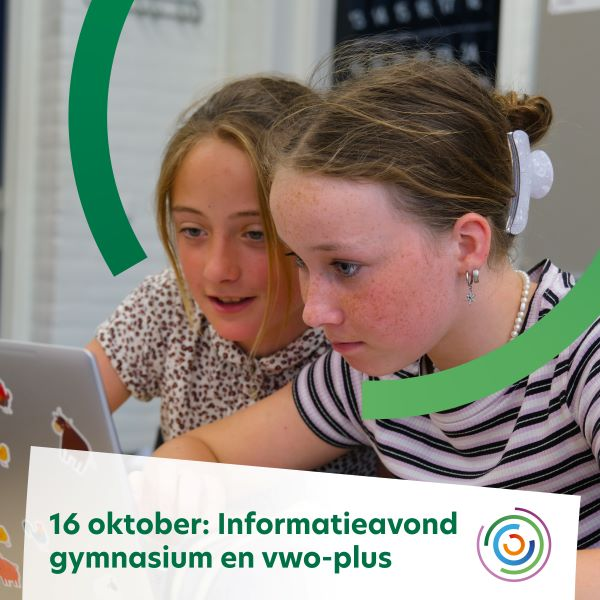 16 oktober: Informatieavond
gymnasium en vwo-plus